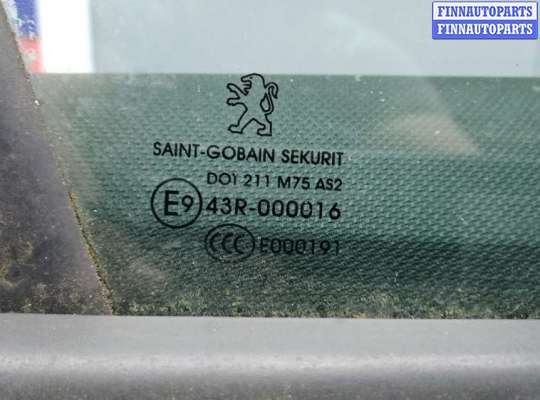 FINNAUTOPARTS
FINNAUTOPARTS
SAINT-GOBAIN SEKURIT
DOI 211 M75 AS2
E9 43R-000016
CCC E000191